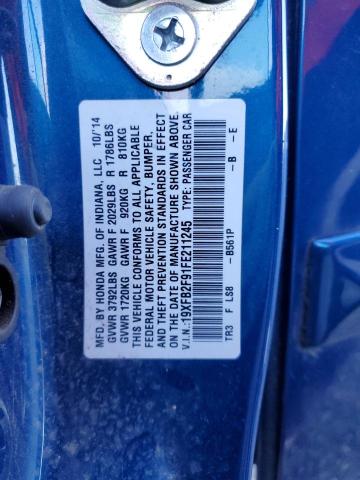 MFD. BY HONDA MFG. OF INDIANA, LLC 10/'14
GVWR 3792LBS GAWR F 2029LBS R 1786LBS
GVWR 1720KG GAWR F 920KG R 810KG
THIS VEHICLE CONFORMS TO ALL APPLICABLE
FEDERAL MOTOR VEHICLE SAFETY, BUMPER,
AND THEFT PREVENTION STANDARDS IN EFFECT
ON THE DATE OF MANUFACTURE SHOWN ABOVE.
V.I.N.: 19XFB2F91FE211245 TYPE: PASSENGER CAR
TR3 F LS8 - B561P - B - E